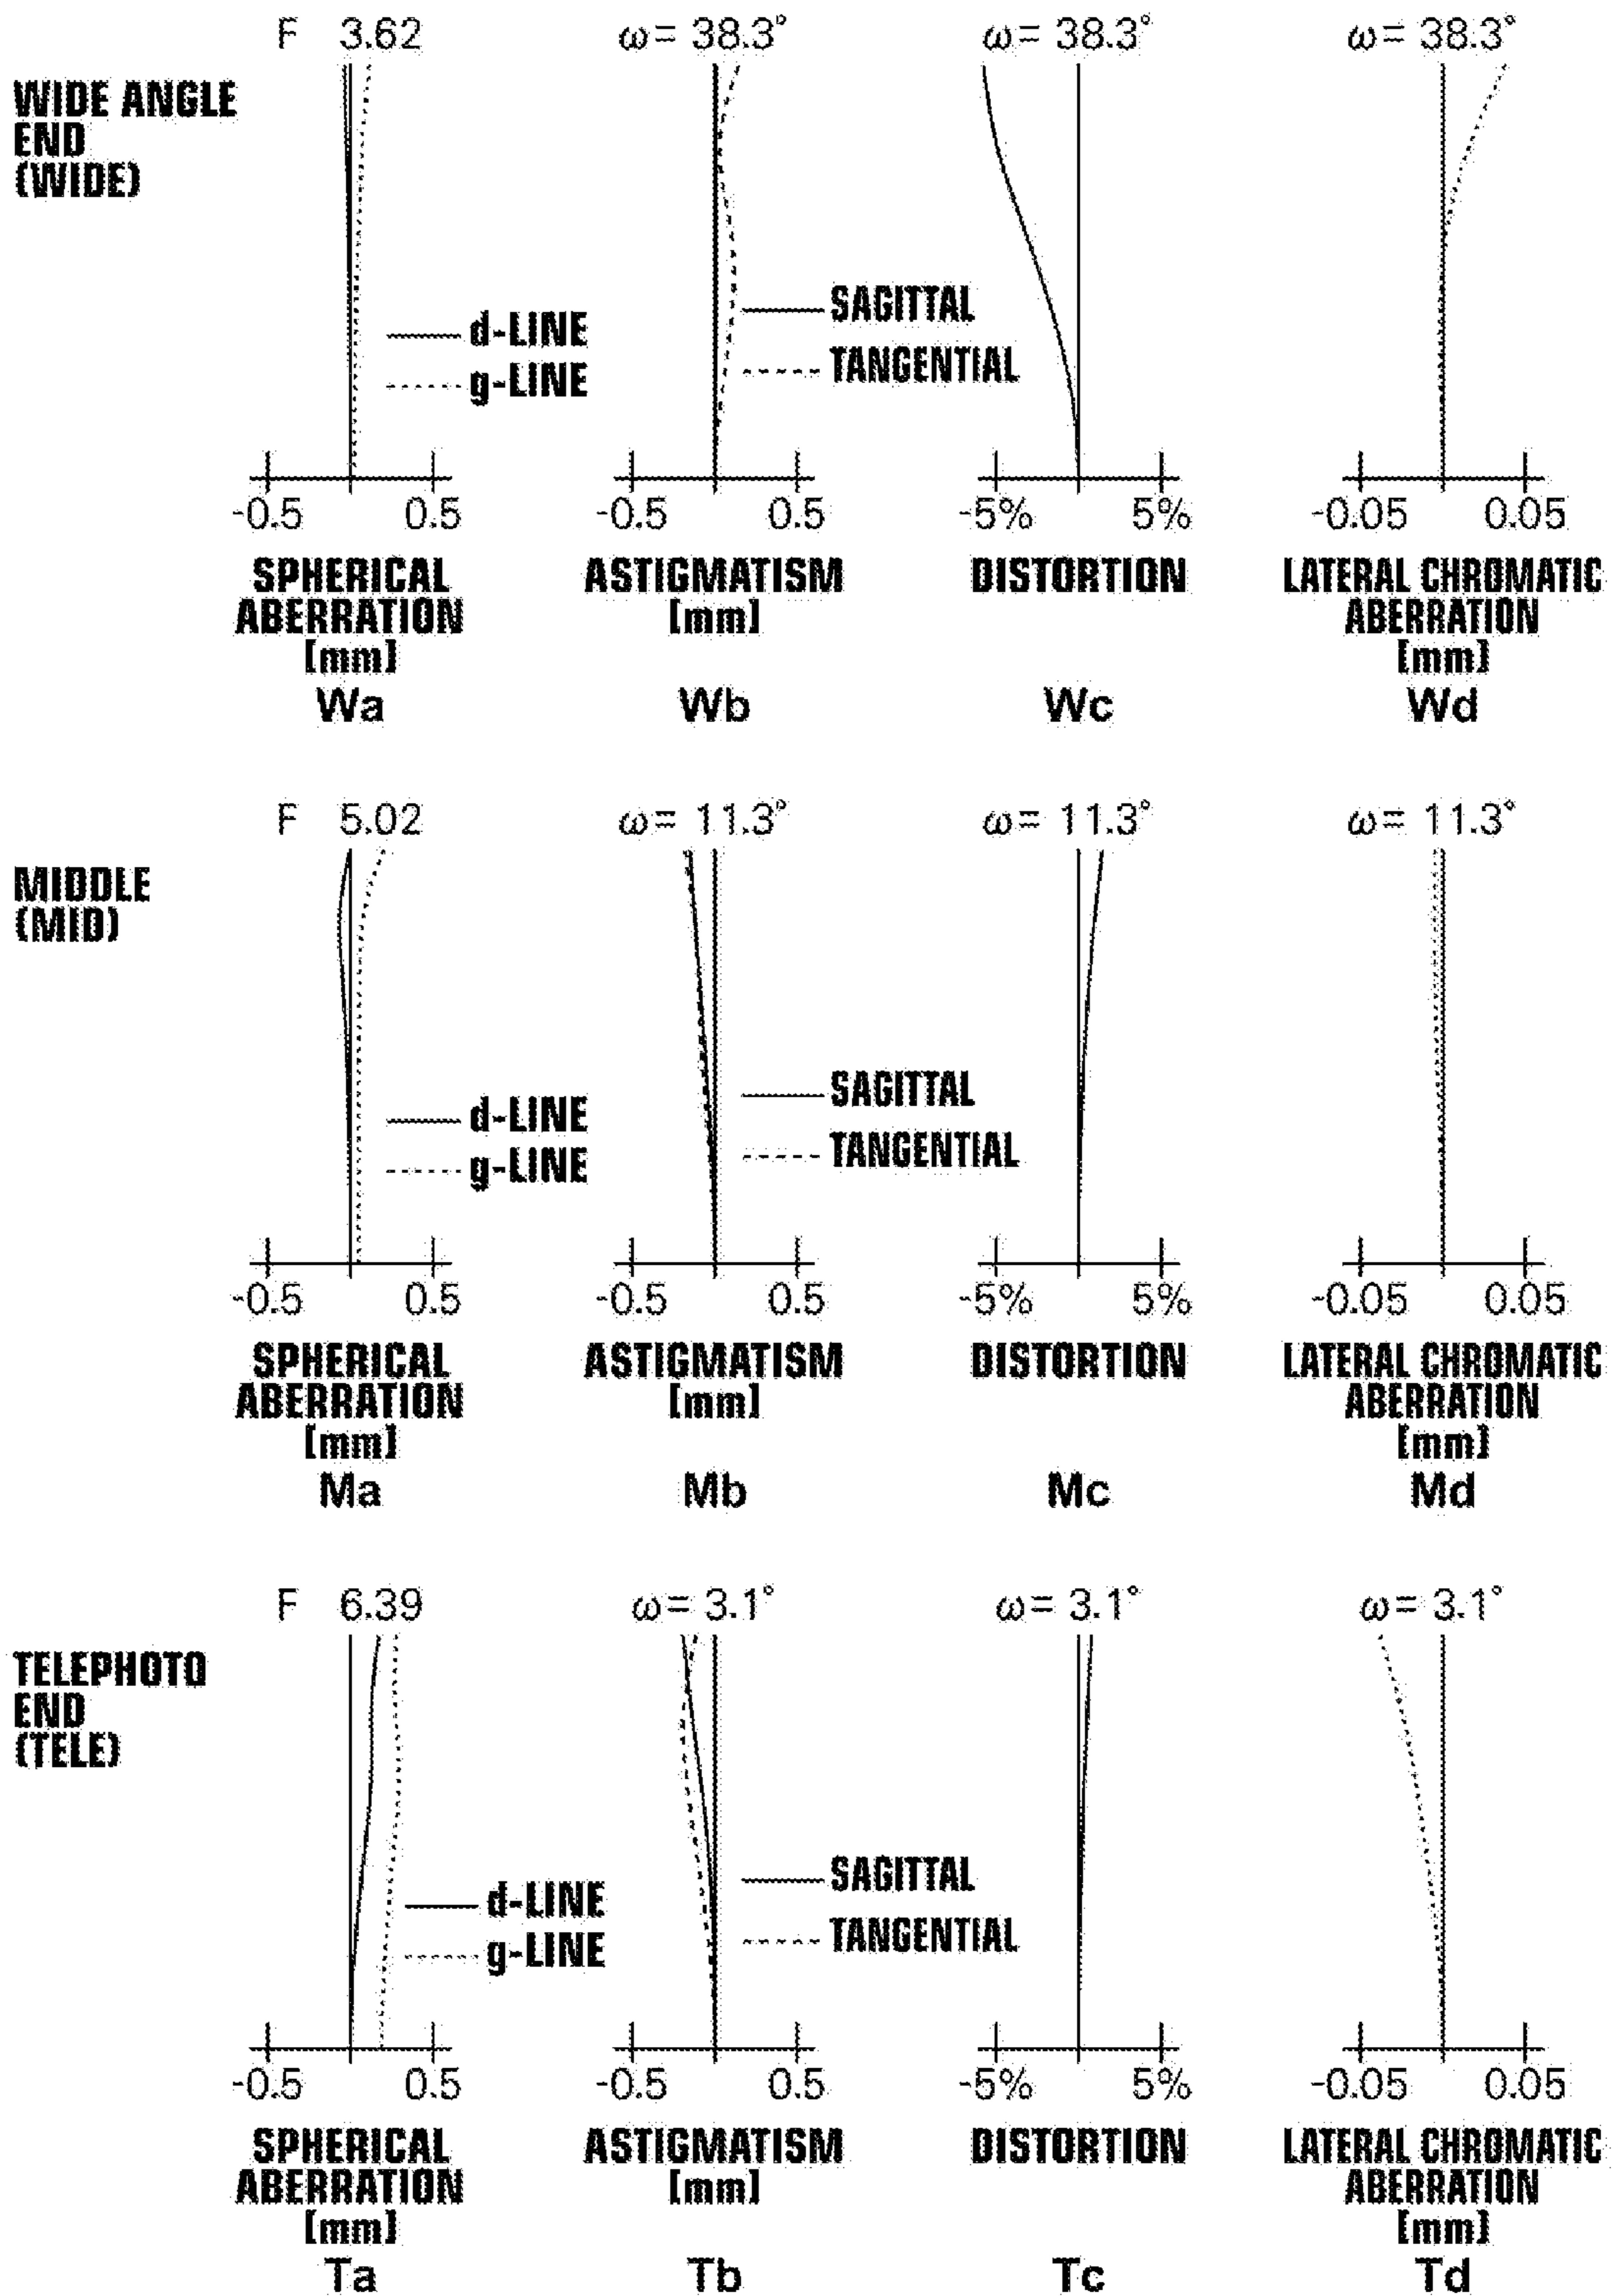 F 3.62
ω= 38.3°
ω= 38.3°
ω= 38.3°
WIDE ANGLE
END
(WIDE)
d-LINE
g-LINE
SAGITTAL
TANGENTIAL
-0.5 0.5
-0.5 0.5
-5% 5%
-0.05 0.05
SPHERICAL
ABERRATION
[mm]
Wa
ASTIGMATISM
[mm]
Wb
DISTORTION
Wc
LATERAL CHROMATIC
ABERRATION
[mm]
Wd
F 5.02
ω= 11.3°
ω= 11.3°
ω= 11.3°
MIDDLE
(MID)
d-LINE
g-LINE
SAGITTAL
TANGENTIAL
-0.5 0.5
-0.5 0.5
-5% 5%
-0.05 0.05
SPHERICAL
ABERRATION
[mm]
Ma
ASTIGMATISM
[mm]
Mb
DISTORTION
Mc
LATERAL CHROMATIC
ABERRATION
[mm]
Md
F 6.39
ω= 3.1°
ω= 3.1°
ω= 3.1°
TELEPHOTO
END
(TELE)
d-LINE
g-LINE
SAGITTAL
TANGENTIAL
-0.5 0.5
-0.5 0.5
-5% 5%
-0.05 0.05
SPHERICAL
ABERRATION
[mm]
Ta
ASTIGMATISM
[mm]
Tb
DISTORTION
Tc
LATERAL CHROMATIC
ABERRATION
[mm]
Td